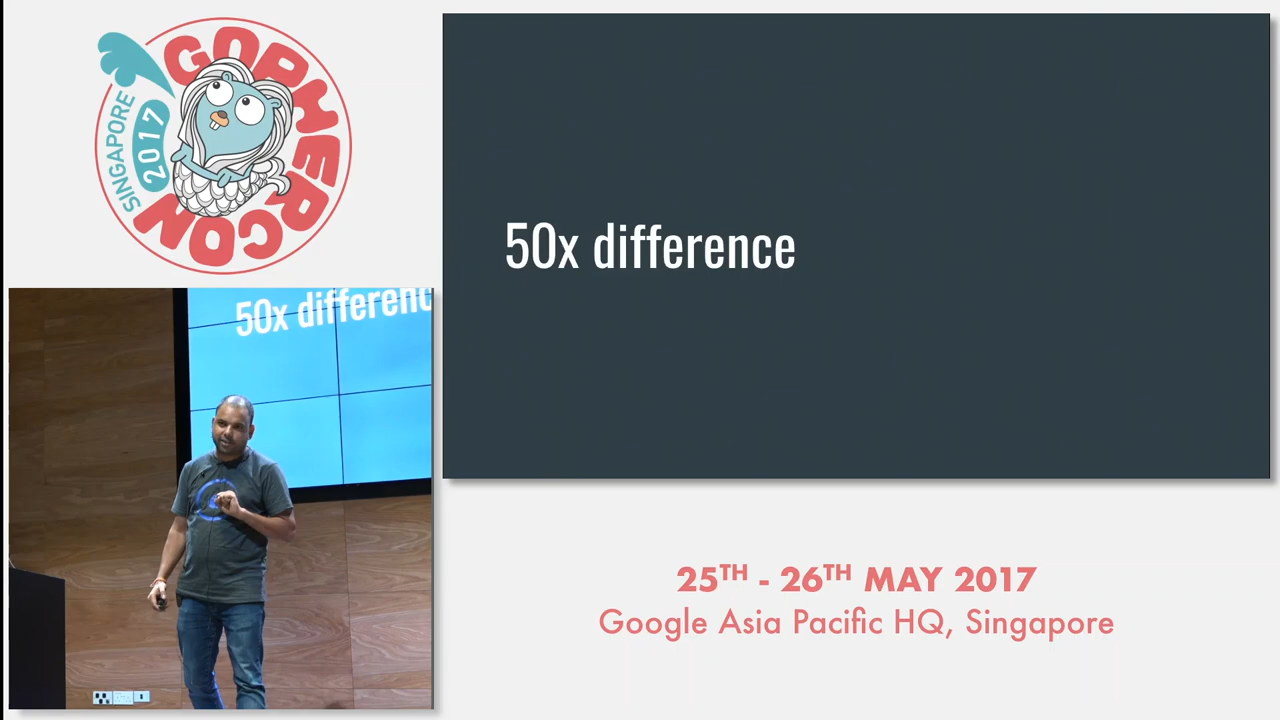 GOPHERCON
SINGAPORE
2017
50x difference
50x differenc
25TH - 26TH MAY 2017
Google Asia Pacific HQ, Singapore